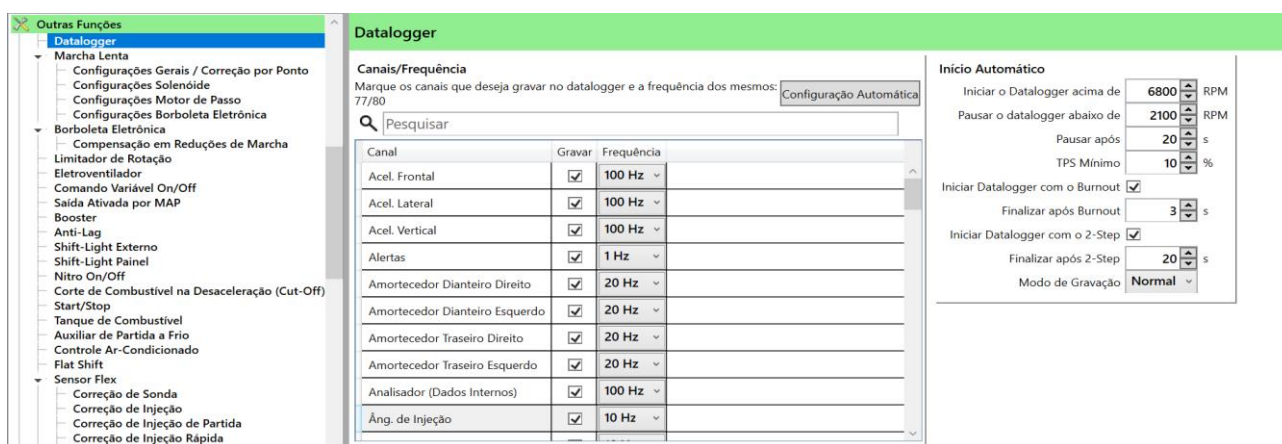 Outras Funções
Datalogger
Marcha Lenta
Configurações Gerais / Correção por Ponto
Configurações Solenóide
Configurações Motor de Passo
Configurações Borboleta Eletrônica
Borboleta Eletrônica
Compensação em Reduções de Marcha
Limitador de Rotação
Eletroventilador
Comando Variável On/Off
Saída Ativada por MAP
Booster
Anti-Lag
Shift-Light Externo
Shift-Light Painel
Nitro On/Off
Corte de Combustível na Desaceleração (Cut-Off)
Start/Stop
Tanque de Combustível
Auxiliar de Partida a Frio
Controle Ar-Condicionado
Flat Shift
Sensor Flex
Correção de Sonda
Correção de Injeção
Correção de Injeção de Partida
Correção de Injeção Rápida
Datalogger
Canais/Frequência
Marque os canais que deseja gravar no datalogger e a frequência dos mesmos:
77/80
Configuração Automática
Pesquisar
Canal Gravar Frequência
Acel. Frontal 100 Hz
Acel. Lateral 100 Hz
Acel. Vertical 100 Hz
Alertas 1 Hz
Amortecedor Dianteiro Direito 20 Hz
Amortecedor Dianteiro Esquerdo 20 Hz
Amortecedor Traseiro Direito 20 Hz
Amortecedor Traseiro Esquerdo 20 Hz
Analisador (Dados Internos) 100 Hz
Âng. de Injeção 10 Hz
Início Automático
Iniciar o Datalogger acima de 6800 RPM
Pausar o datalogger abaixo de 2100 RPM
Pausar após 20 s
TPS Mínimo 10 %
Iniciar Datalogger com o Burnout
Finalizar após Burnout 3 s
Iniciar Datalogger com o 2-Step
Finalizar após 2-Step 20 s
Modo de Gravação Normal